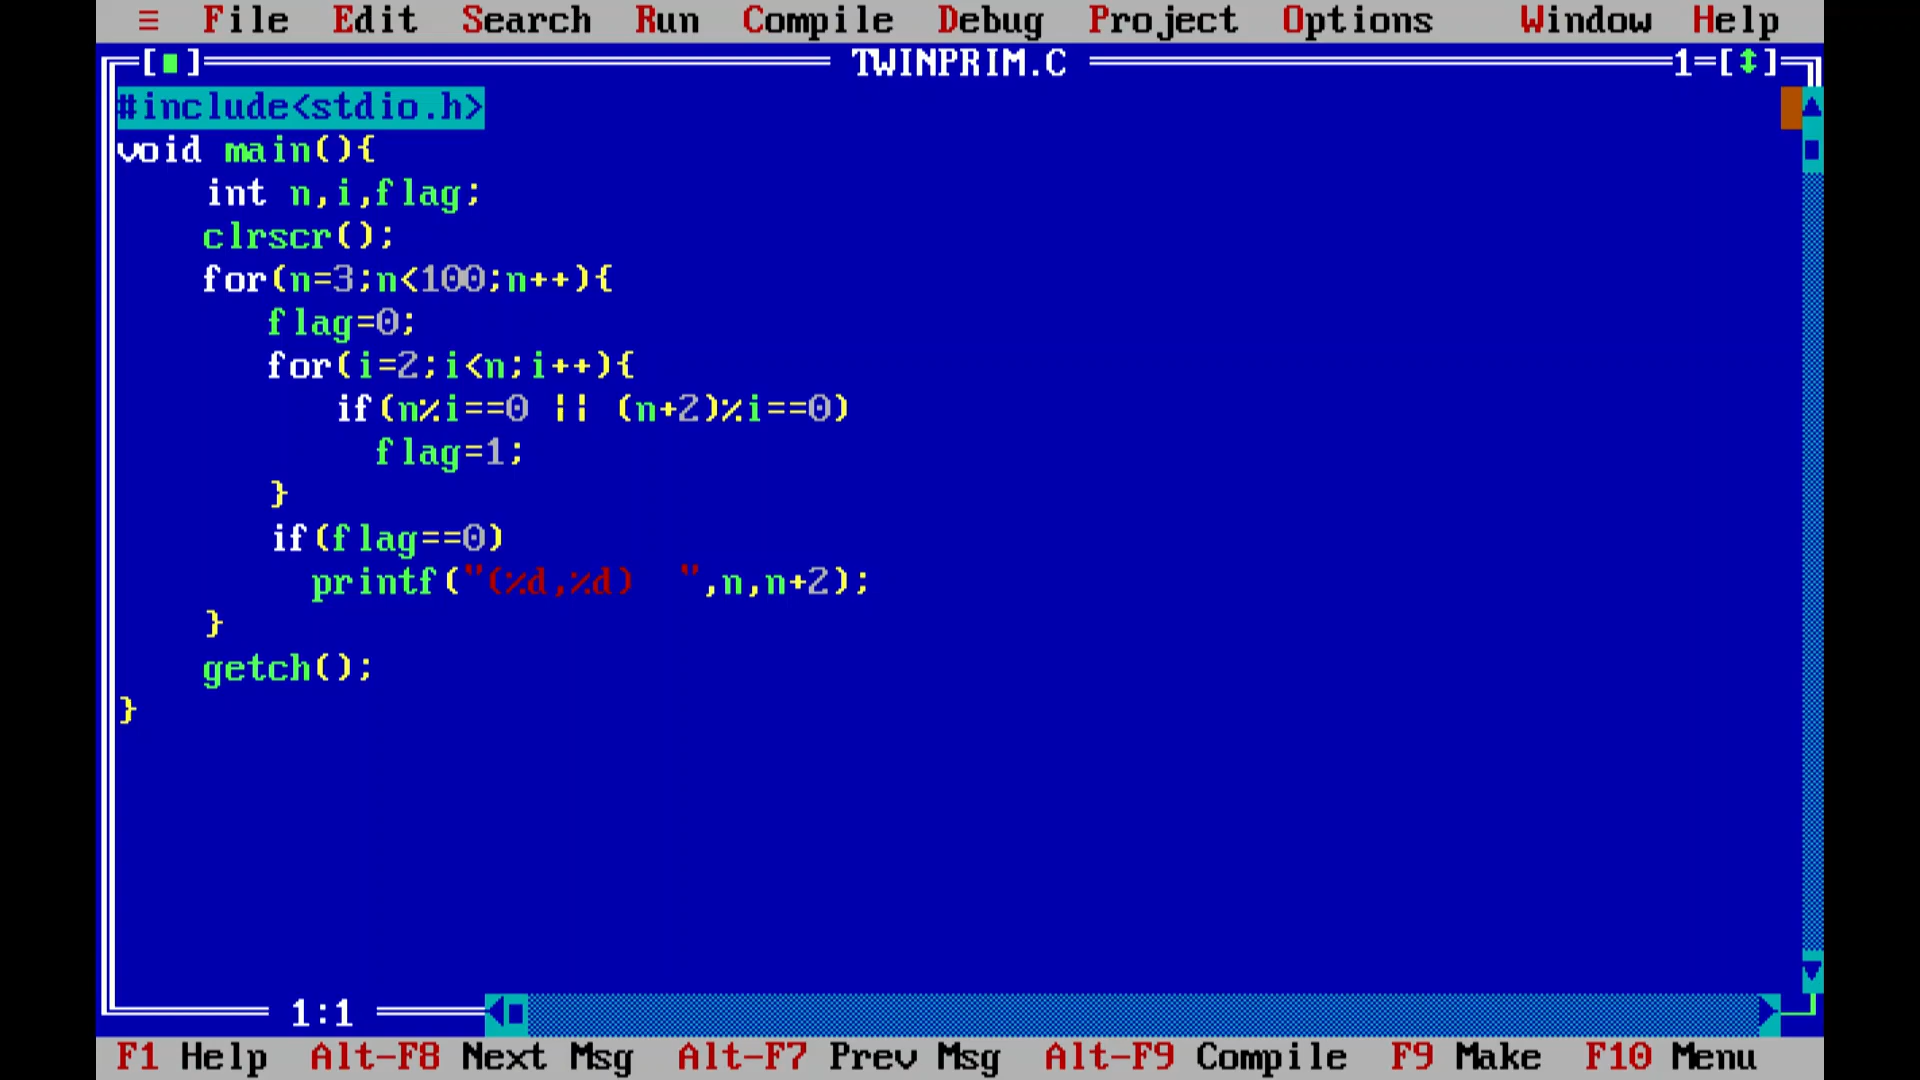 ≡ File Edit Search Run Compile Debug Project Options Window Help
[■] TWINPRIM.C 1=[↕]
#include<stdio.h>
void main(){
int n,i,flag;
clrscr();
for(n=3;n<100;n++){
flag=0;
for(i=2;i<n;i++){
if(n%i==0 || (n+2)%i==0)
flag=1;
}
if(flag==0)
printf("(%d,%d)  ",n,n+2);
}
getch();
}
1:1
F1 Help Alt-F8 Next Msg Alt-F7 Prev Msg Alt-F9 Compile F9 Make F10 Menu